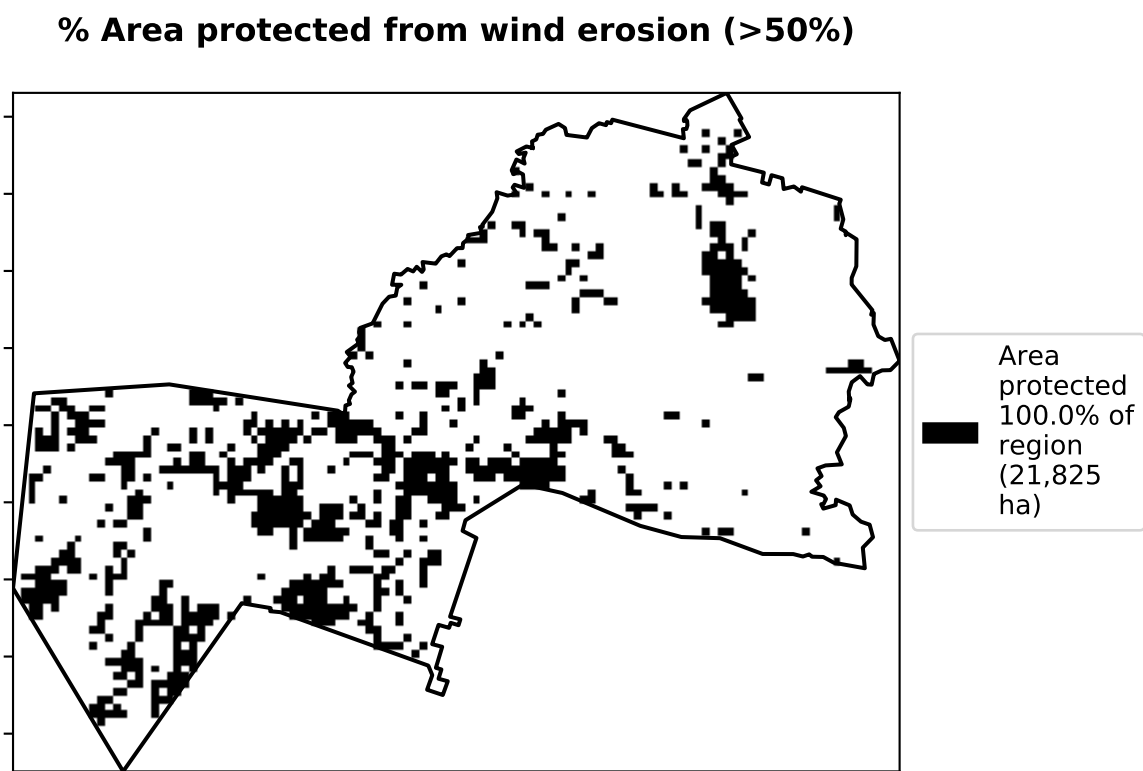 % Area protected from wind erosion (>50%)
Area
protected
100.0% of
region
(21,825
ha)